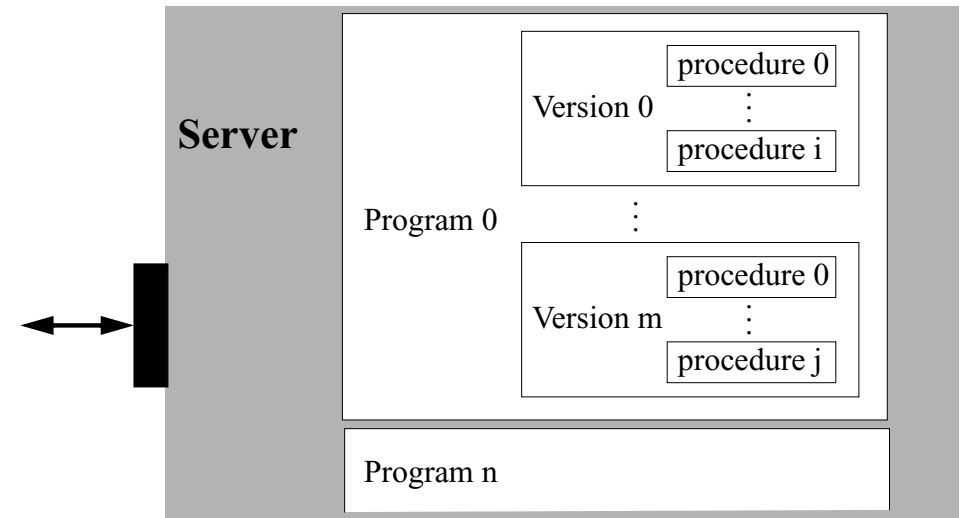 procedure 0
Version 0
procedure i
Server
Program 0
procedure 0
Version m
procedure j
Program n